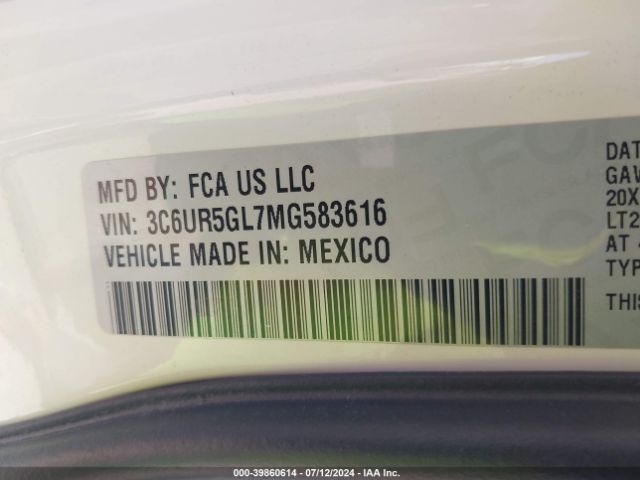 MFD BY: FCA US LLC
VIN: 3C6UR5GL7MG583616
VEHICLE MADE IN: MEXICO
DAT
GAW
20X
LT2
AT
TYP
THIS
000-39860614 - 07/12/2024 - IAA Inc.